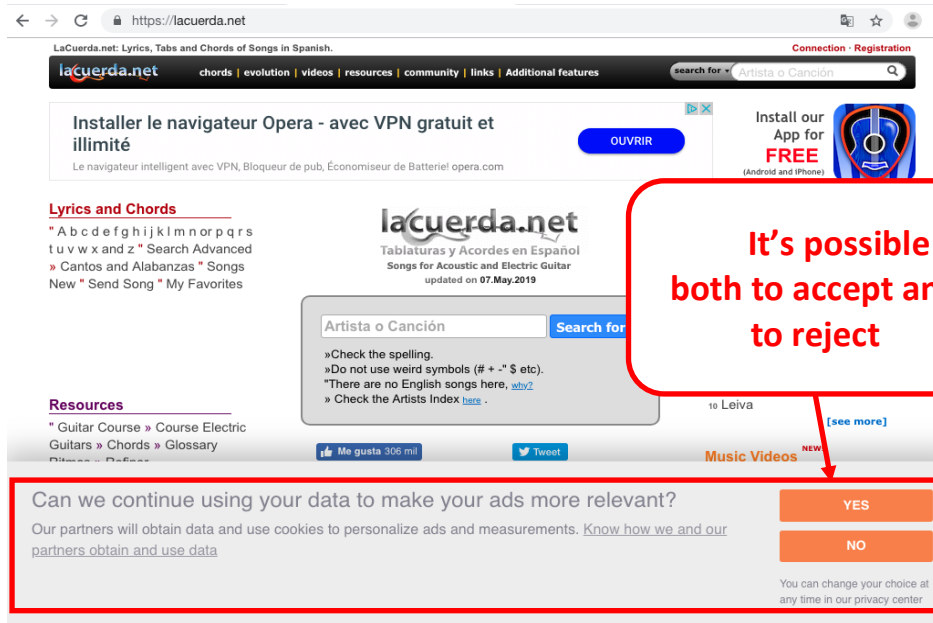 https://lacuerda.net
LaCuerda.net: Lyrics, Tabs and Chords of Songs in Spanish.
Connection · Registration
lacuerda.net
chords | evolution | videos | resources | community | links | Additional features
search for
Artista o Canción
Installer le navigateur Opera - avec VPN gratuit et
illimité
Le navigateur intelligent avec VPN, Bloqueur de pub, Économiseur de Batterie! opera.com
OUVRIR
Install our
App for
FREE
(Android and iPhone)
Lyrics and Chords
" A b c d e f g h i j k l m n o r p q r s
t u v w x and z " Search Advanced
» Cantos and Alabanzas " Songs
New " Send Song " My Favorites
lacuerda.net
Tablaturas y Acordes en Español
Songs for Acoustic and Electric Guitar
updated on 07.May.2019
Artista o Canción
Search for
»Check the spelling.
»Do not use weird symbols (# + -" $ etc).
"There are no English songs here, why?
» Check the Artists Index here .
It's possible
both to accept an
to reject
10 Leiva
[see more]
Resources
" Guitar Course » Course Electric
Guitars » Chords » Glossary
Me gusta 306 mil
Tweet
Music Videos NEW
Can we continue using your data to make your ads more relevant?
Our partners will obtain data and use cookies to personalize ads and measurements. Know how we and our
partners obtain and use data
YES
NO
You can change your choice at
any time in our privacy center